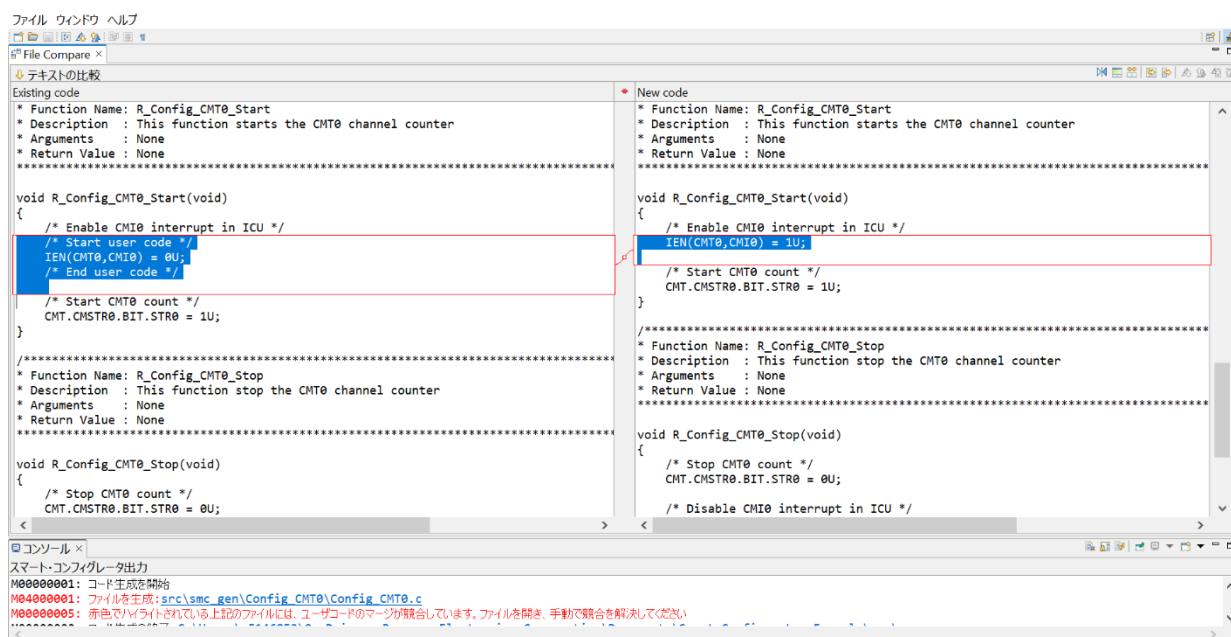 ファイル ウィンドウ ヘルプ
File Compare ×
テキストの比較
Existing code
* Function Name: R_Config_CMT0_Start
* Description  : This function starts the CMT0 channel counter
* Arguments    : None
* Return Value : None
***********************************************************************************
void R_Config_CMT0_Start(void)
{
    /* Enable CMI0 interrupt in ICU */
    /* Start user code */
    IEN(CMT0,CMI0) = 0U;
    /* End user code */
    /* Start CMT0 count */
    CMT.CMSTR0.BIT.STR0 = 1U;
}
/**********************************************************************************
* Function Name: R_Config_CMT0_Stop
* Description  : This function stop the CMT0 channel counter
* Arguments    : None
* Return Value : None
***********************************************************************************
void R_Config_CMT0_Stop(void)
{
    /* Stop CMT0 count */
    CMT.CMSTR0.BIT.STR0 = 0U;
New code
* Function Name: R_Config_CMT0_Start
* Description  : This function starts the CMT0 channel counter
* Arguments    : None
* Return Value : None
********************************************************************************
void R_Config_CMT0_Start(void)
{
    /* Enable CMI0 interrupt in ICU */
    IEN(CMT0,CMI0) = 1U;
    /* Start CMT0 count */
    CMT.CMSTR0.BIT.STR0 = 1U;
}
/*******************************************************************************
* Function Name: R_Config_CMT0_Stop
* Description  : This function stop the CMT0 channel counter
* Arguments    : None
* Return Value : None
********************************************************************************
void R_Config_CMT0_Stop(void)
{
    /* Stop CMT0 count */
    CMT.CMSTR0.BIT.STR0 = 0U;
    /* Disable CMI0 interrupt in ICU */
コンソール ×
スマート・コンフィグレータ出力
M00000001: コード生成を開始
M04000001: ファイルを生成:src\smc_gen\Config_CMT0\Config_CMT0.c
M00000005: 赤色でハイライトされている上記のファイルには、ユーザコードのマージが競合しています。ファイルを開き、手動で競合を解決してください